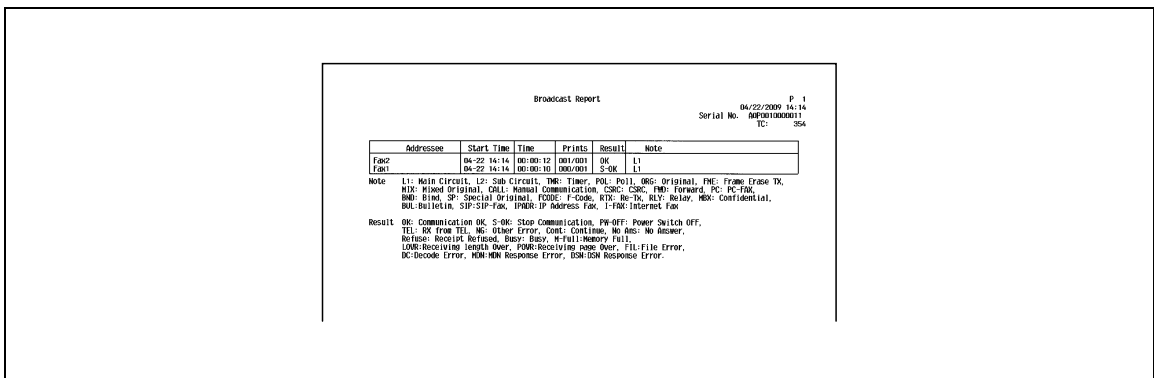 Broadcast Report
P 1
04/22/2009 14:14
Serial No. A0P0010000011
TC: 354
Addressee Start Time Time Prints Result Note
Fax2 04-22 14:14 00:00:12 001/001 OK L1
Fax1 04-22 14:14 00:00:10 000/001 S-OK L1
Note L1: Main Circuit, L2: Sub Circuit, TMR: Timer, POL: Poll, ORG: Original, FME: Frame Erase TX,
MIX: Mixed Original, CALL: Manual Communication, CSRC: CSRC, FWD: Forward, PC: PC-FAX,
BND: Bind, SP: Special Original, FCODE: F-Code, RTX: Re-Tx, RLY: Relay, MBX: Confidential,
BUL:Bulletin, SIP:SIP-Fax, IPADR:IP Address Fax, I-FAX:Internet Fax
Result OK: Communication OK, S-OK: Stop Communication, PW-OFF: Power Switch OFF,
TEL: RX from TEL, NG: Other Error, Cont: Continue, No Ans: No Answer,
Refuse: Receipt Refused, Busy: Busy, M-Full:Memory Full,
LOVR:Receiving length Over, POVR:Receiving page Over, FIL:File Error,
DC:Decode Error, MDN:MDN Response Error, DSN:DSN Response Error.